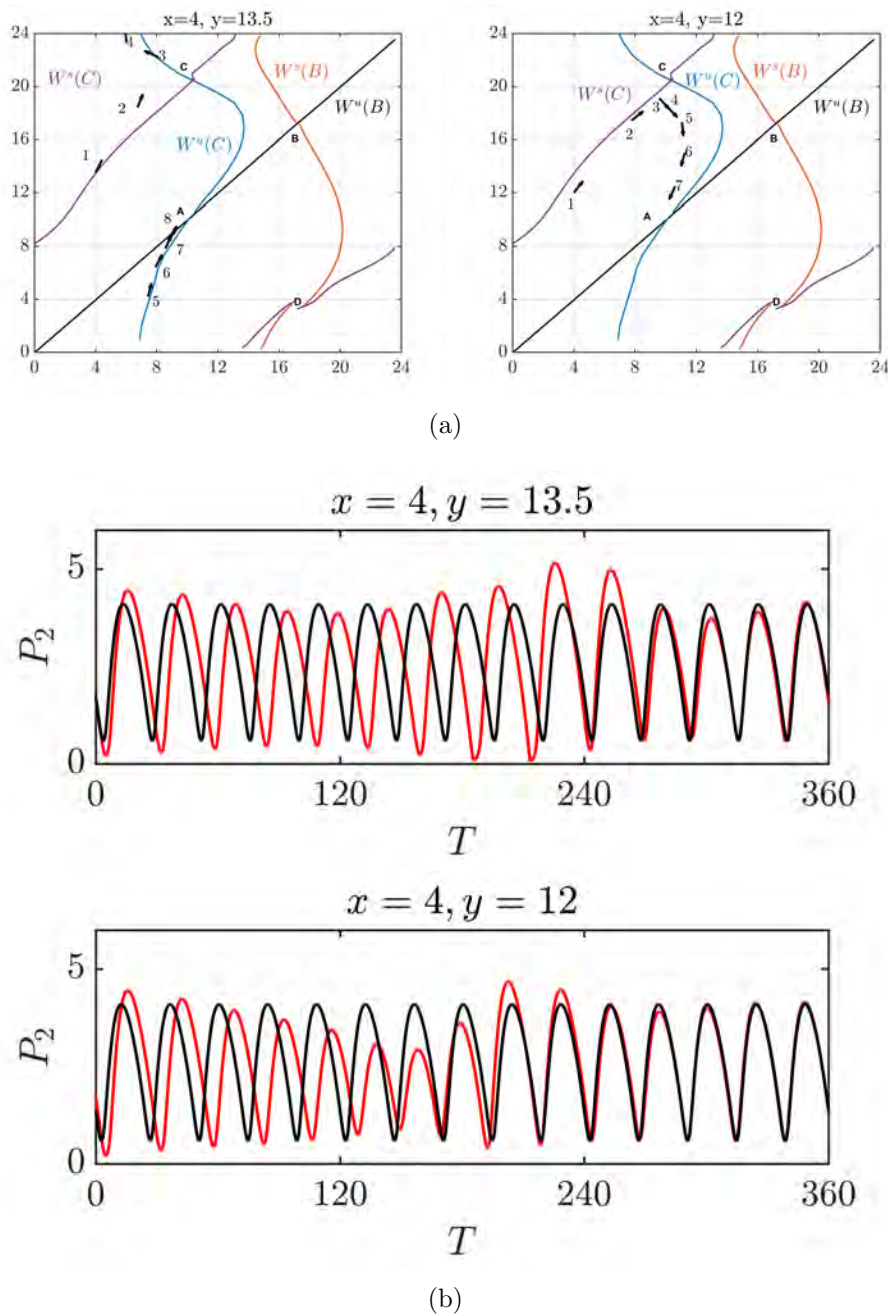 x=4, y=13.5
x=4, y=12
24
20
16
12
8
4
0
0 4 8 12 16 20 24
W^s(C)
W^u(C)
W^s(B)
W^u(B)
A
B
C
D
1
2
3
4
5
6
7
8
24
20
16
12
8
4
0
0 4 8 12 16 20 24
W^s(C)
W^u(C)
W^s(B)
W^u(B)
A
B
C
D
1
2
3
4
5
6
7
(a)
x = 4, y = 13.5
5
P_2
0
0 120 240 360
T
x = 4, y = 12
5
P_2
0
0 120 240 360
T
(b)